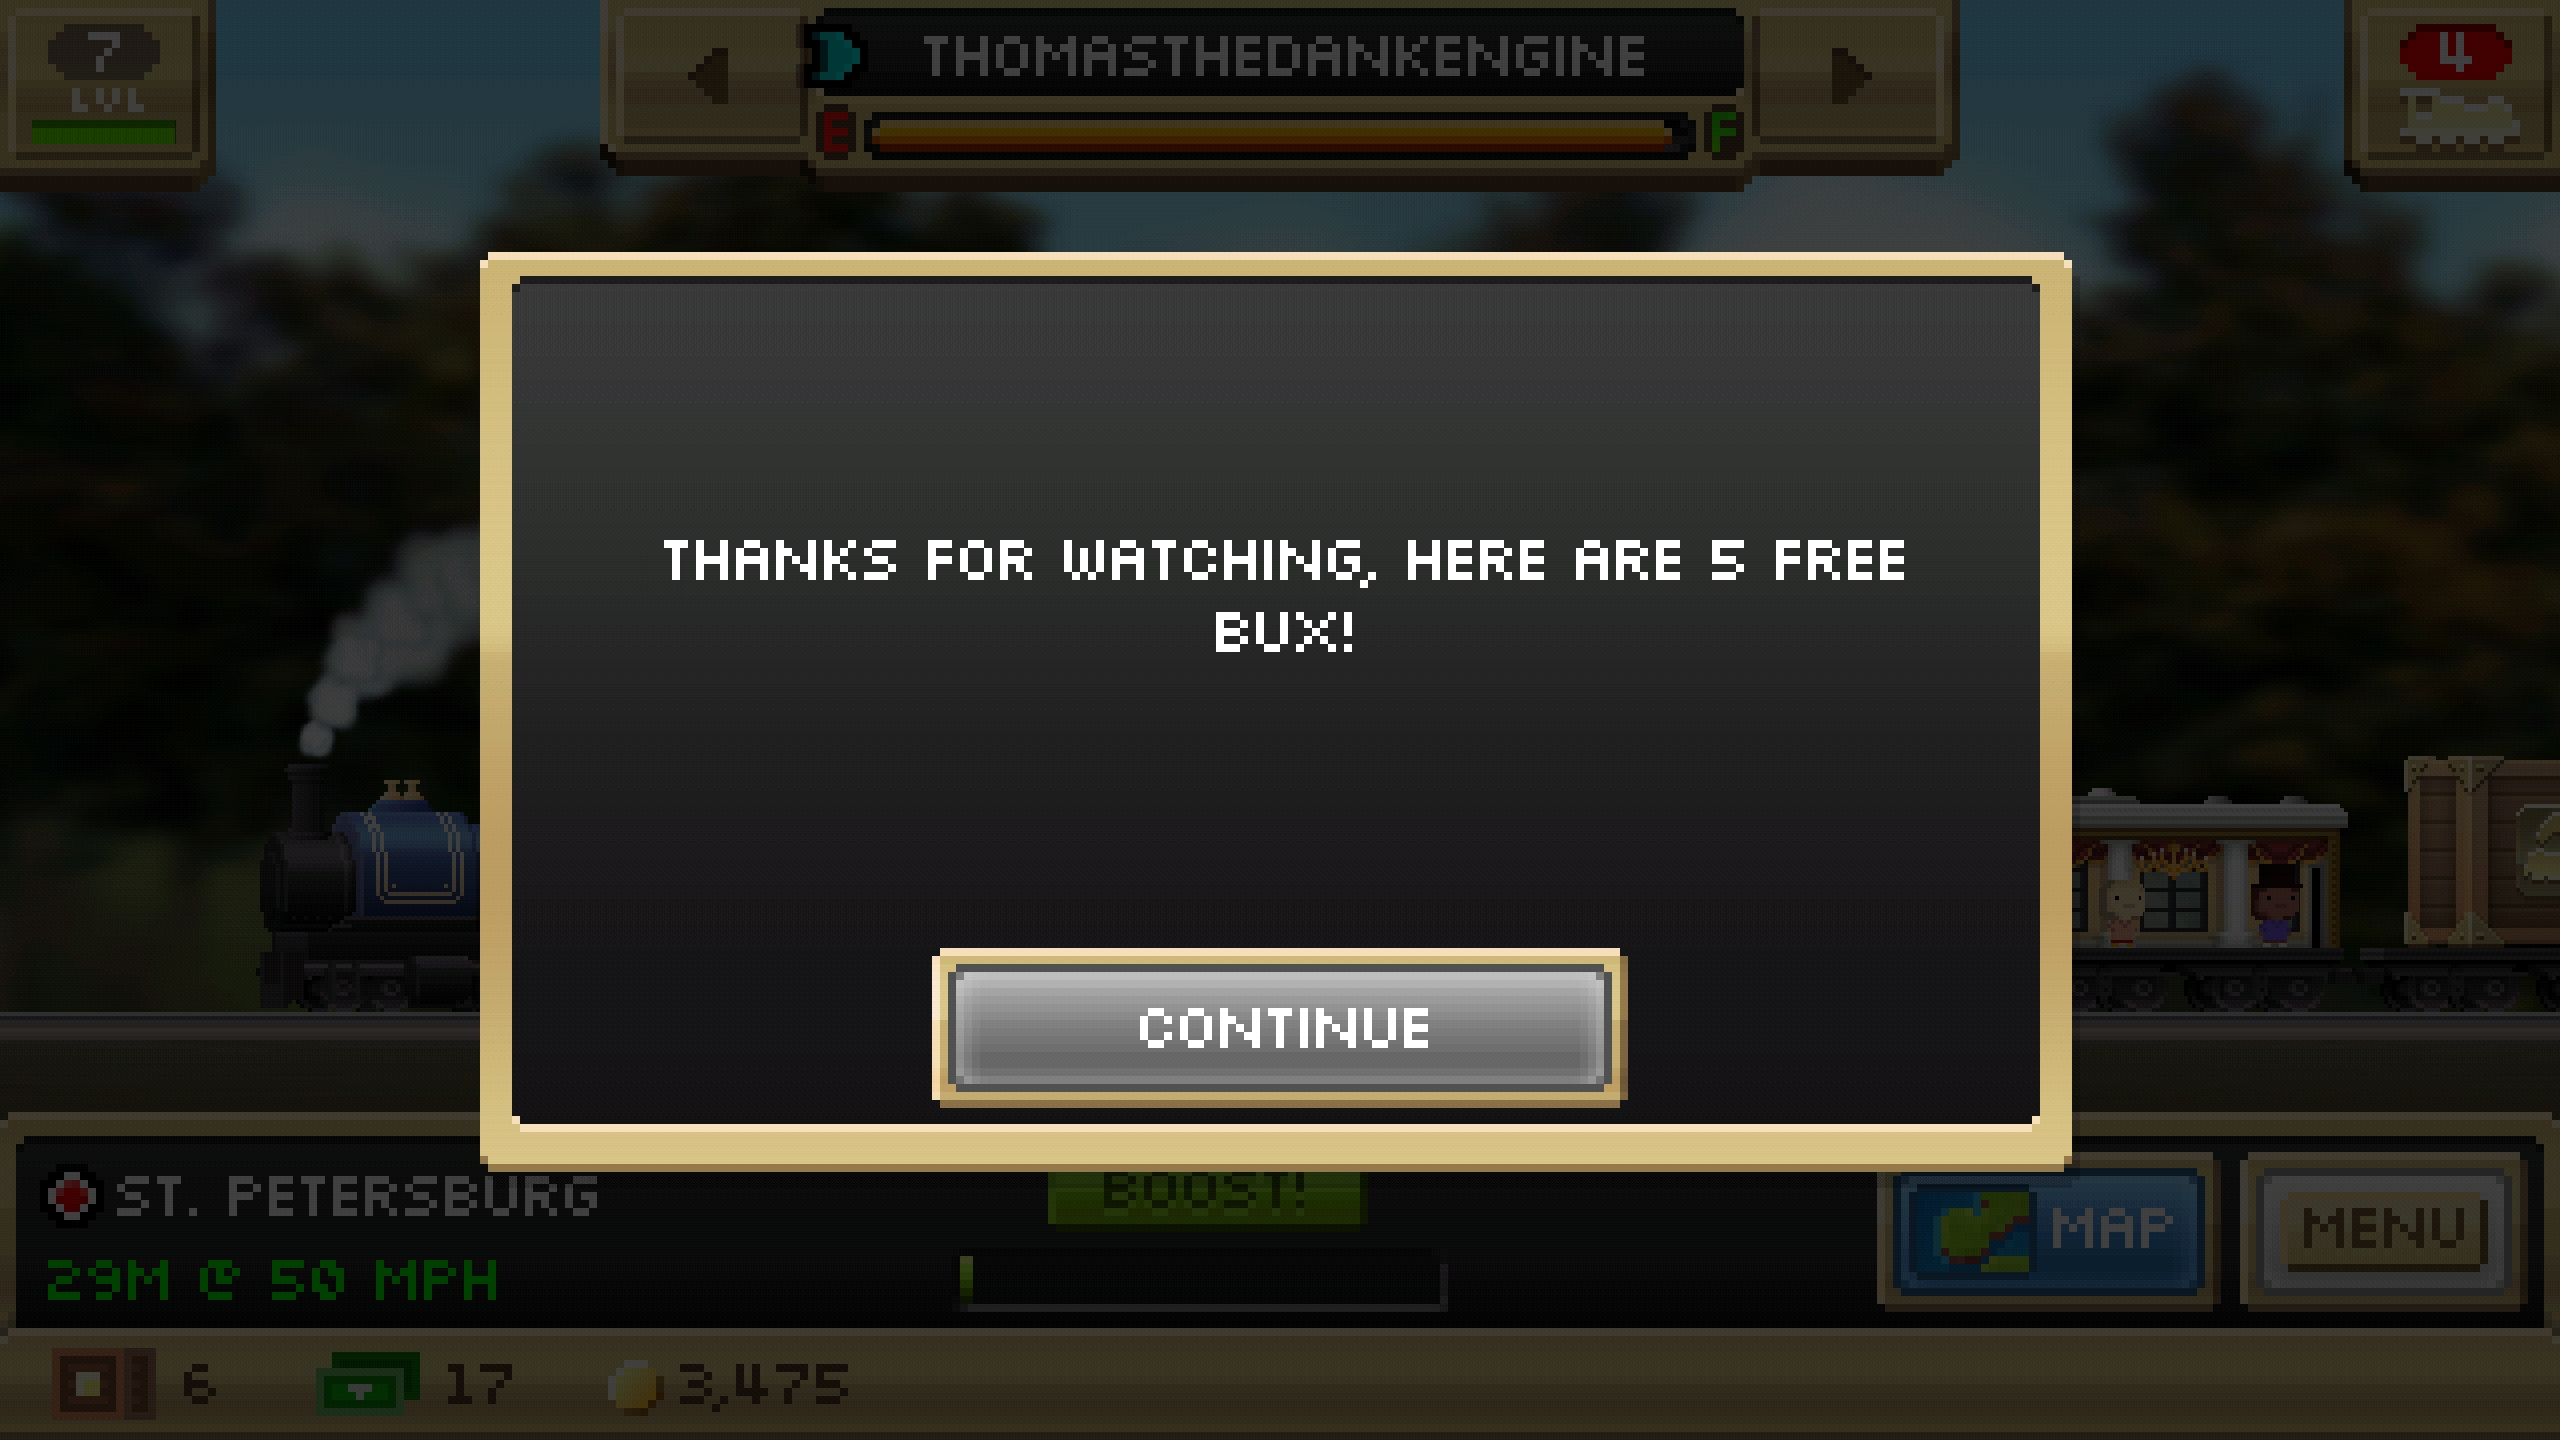 7
LVL
THOMASTHEDANKENGINE
E F
4
THANKS FOR WATCHING, HERE ARE 5 FREE
BUX!
CONTINUE
ST. PETERSBURG
29M @ 50 MPH
BOOST!
MAP
MENU
6 17 3,475